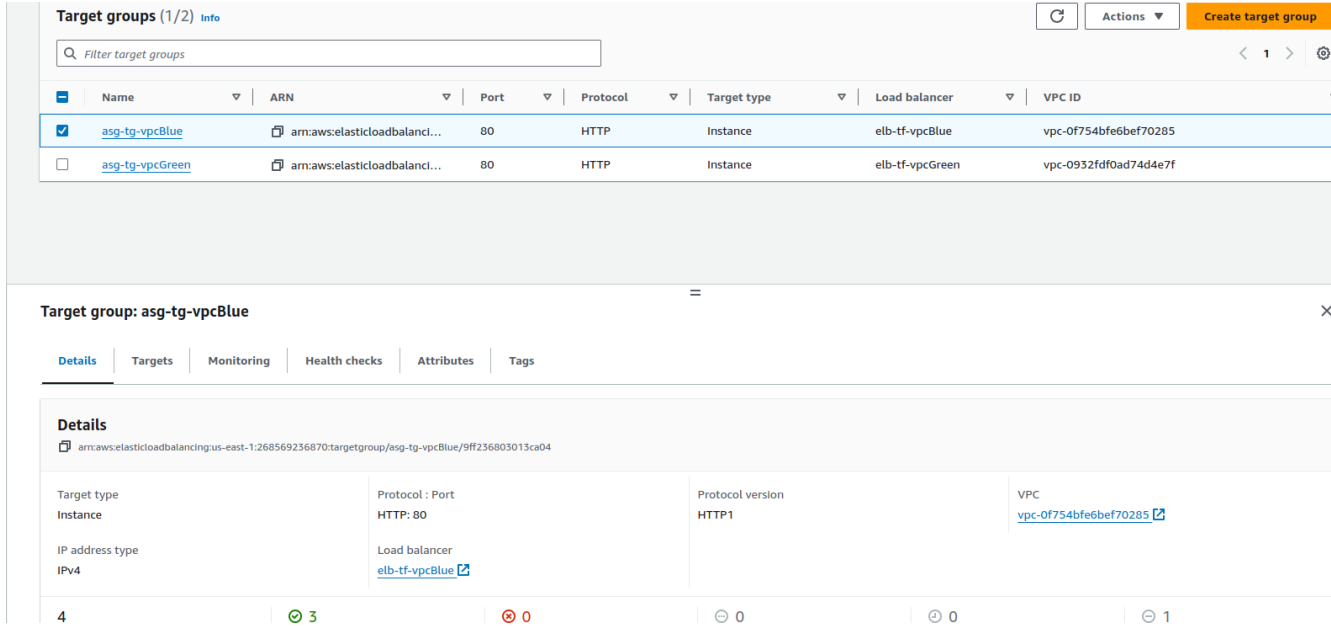 Target groups (1/2) Info
Actions
Create target group
Filter target groups
1
Name ARN Port Protocol Target type Load balancer VPC ID
asg-tg-vpcBlue arn:aws:elasticloadbalanci... 80 HTTP Instance elb-tf-vpcBlue vpc-0f754bfe6bef70285
asg-tg-vpcGreen arn:aws:elasticloadbalanci... 80 HTTP Instance elb-tf-vpcGreen vpc-0932fdf0ad74d4e7f
Target group: asg-tg-vpcBlue
Details Targets Monitoring Health checks Attributes Tags
Details
arn:aws:elasticloadbalancing:us-east-1:268569236870:targetgroup/asg-tg-vpcBlue/9ff236803013ca04
Target type Protocol : Port Protocol version VPC
Instance HTTP: 80 HTTP1 vpc-0f754bfe6bef70285
IP address type Load balancer
IPv4 elb-tf-vpcBlue
4 3 0 0 0 1